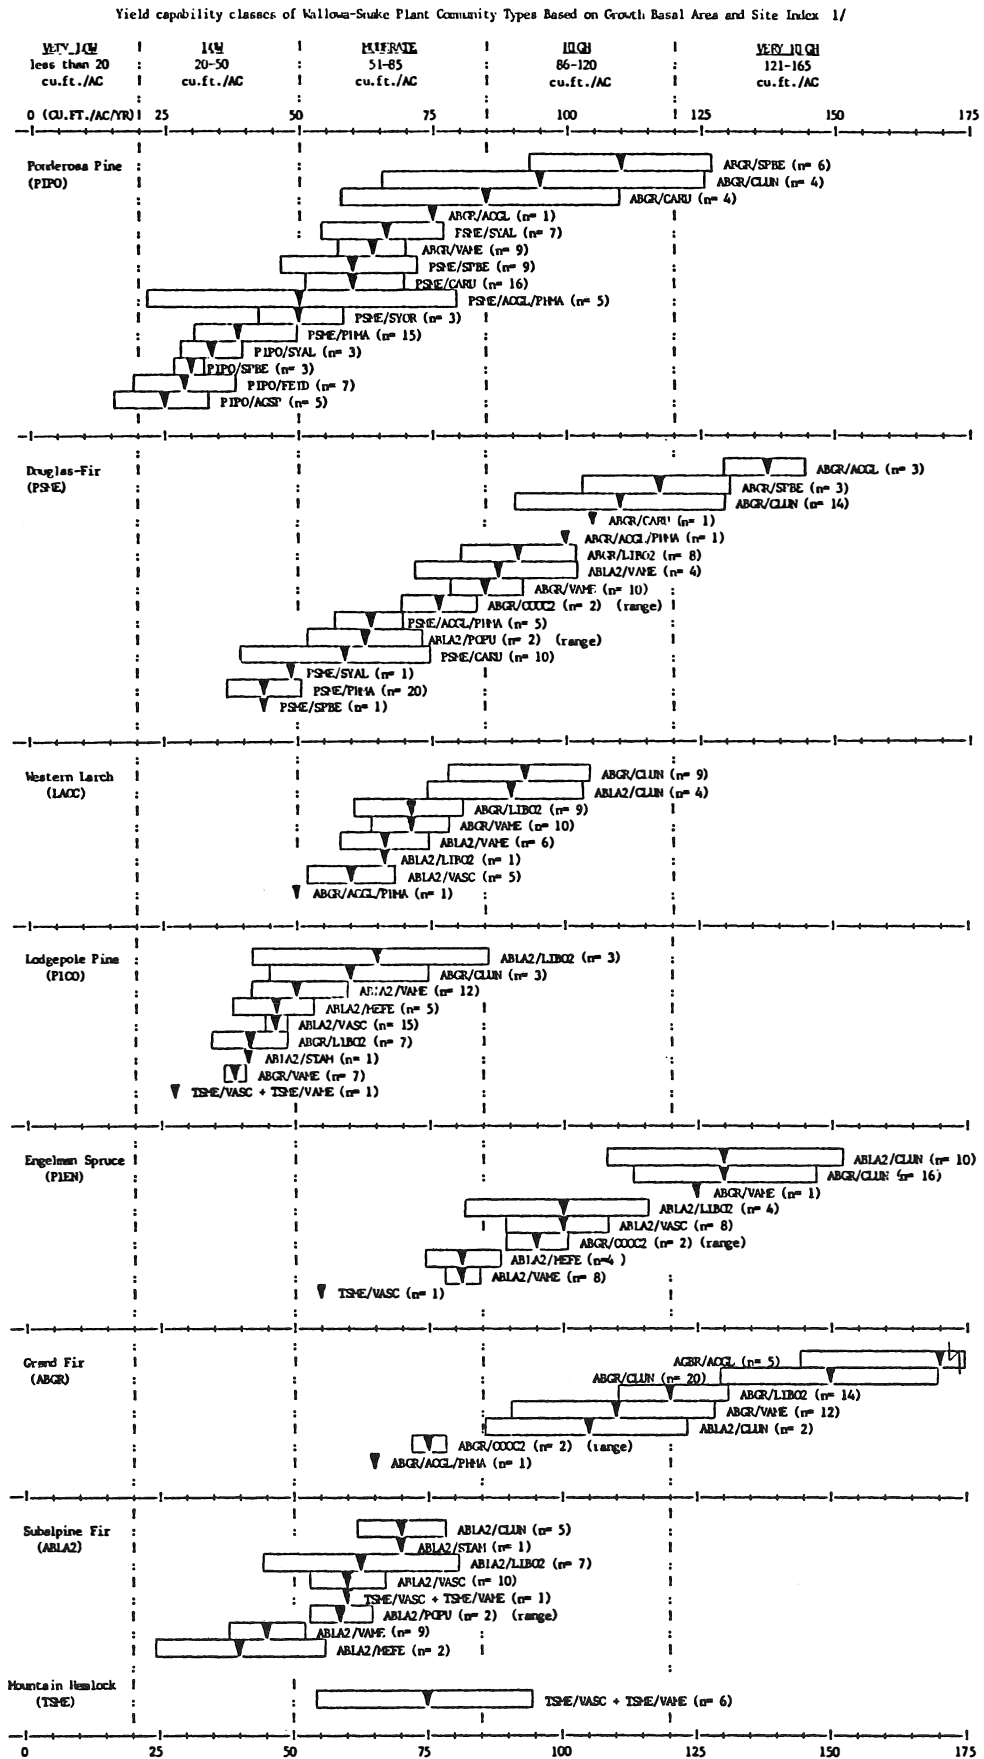 Yield capability classes of Wallowa-Snake Plant Community Types Based on Growth Basal Area and Site Index 1/
VERY LOW LOW MODERATE HIGH VERY HIGH
less than 20 20-50 51-85 86-120 121-165
cu.ft./AC cu.ft./AC cu.ft./AC cu.ft./AC cu.ft./AC
0 (CU.FT./AC/YR) 25 50 75 100 125 150 175
Ponderosa Pine
(PIPO)
ABGR/SPBE (n= 6)
ABGR/CLUN (n= 4)
ABGR/CARU (n= 4)
ABGR/ACGL (n= 1)
PSME/SYAL (n= 7)
ABGR/VAME (n= 9)
PSME/SPBE (n= 9)
PSME/CARU (n= 16)
PSME/ACGL/PHMA (n= 5)
PSME/SYOR (n= 3)
PSME/PHMA (n= 15)
PIPO/SYAL (n= 3)
PIPO/SPBE (n= 3)
PIPO/FEID (n= 7)
PIPO/AGSP (n= 5)
Douglas-Fir
(PSME)
ABGR/ACGL (n= 3)
ABGR/SPBE (n= 3)
ABGR/CLUN (n= 14)
ABGR/CARU (n= 1)
ABGR/ACGL/PHMA (n= 1)
ABGR/LIBO2 (n= 8)
ABLA2/VAME (n= 4)
ABGR/VAME (n= 10)
ABGR/COOC2 (n= 2) (range)
PSME/ACGL/PHMA (n= 5)
ABLA2/POPU (n= 2) (range)
PSME/CARU (n= 10)
PSME/SYAL (n= 1)
PSME/PHMA (n= 20)
PSME/SPBE (n= 1)
Western Larch
(LAOC)
ABGR/CLUN (n= 9)
ABLA2/CLUN (n= 4)
ABGR/LIBO2 (n= 9)
ABGR/VAME (n= 10)
ABLA2/VAME (n= 6)
ABLA2/LIBO2 (n= 1)
ABLA2/VASC (n= 5)
ABGR/ACGL/PHMA (n= 1)
Lodgepole Pine
(PICO)
ABLA2/LIBO2 (n= 3)
ABGR/CLUN (n= 3)
ABLA2/VAME (n= 12)
ABLA2/MEFE (n= 5)
ABLA2/VASC (n= 15)
ABGR/LIBO2 (n= 7)
ABLA2/STAM (n= 1)
ABGR/VAME (n= 7)
TSME/VASC + TSME/VAME (n= 1)
Engelman Spruce
(PIEN)
ABLA2/CLUN (n= 10)
ABGR/CLUN (n= 16)
ABGR/VAME (n= 1)
ABLA2/LIBO2 (n= 4)
ABLA2/VASC (n= 8)
ABGR/COOC2 (n= 2) (range)
ABLA2/MEFE (n=4 )
ABLA2/VAME (n= 8)
TSME/VASC (n= 1)
Grand Fir
(ABGR)
AGBR/ACGL (n= 5)
ABGR/CLUN (n= 20)
ABGR/LIBO2 (n= 14)
ABGR/VAME (n= 12)
ABLA2/CLUN (n= 2)
ABGR/COOC2 (n= 2) (range)
ABGR/ACGL/PHMA (n= 1)
Subalpine Fir
(ABLA2)
ABLA2/CLUN (n= 5)
ABLA2/STAM (n= 1)
ABLA2/LIBO2 (n= 7)
ABLA2/VASC (n= 10)
TSME/VASC + TSME/VAME (n= 1)
ABLA2/POPU (n= 2) (range)
ABLA2/VAME (n= 9)
ABLA2/MEFE (n= 2)
Mountain Hemlock
(TSME)
TSME/VASC + TSME/VAME (n= 6)
0 25 50 75 100 125 150 175